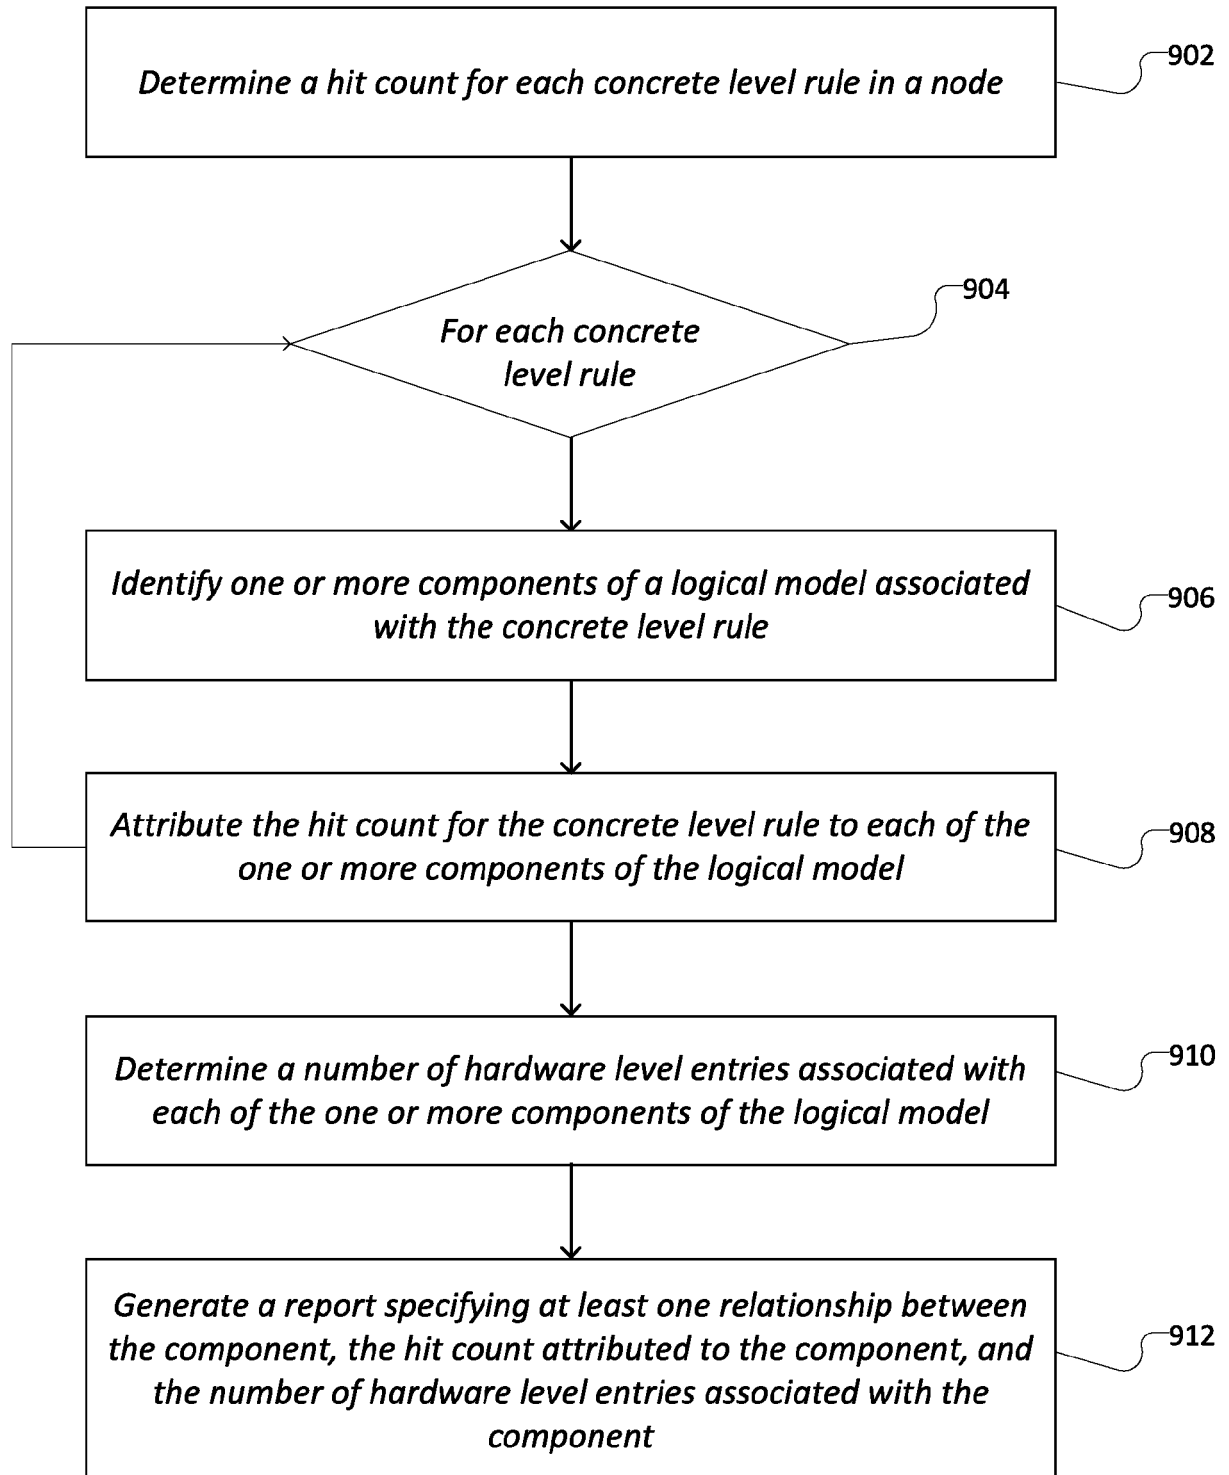 Determine a hit count for each concrete level rule in a node
902
904
For each concrete
level rule
Identify one or more components of a logical model associated
with the concrete level rule
906
Attribute the hit count for the concrete level rule to each of the
one or more components of the logical model
908
Determine a number of hardware level entries associated with
each of the one or more components of the logical model
910
Generate a report specifying at least one relationship between
the component, the hit count attributed to the component, and
the number of hardware level entries associated with the
component
912